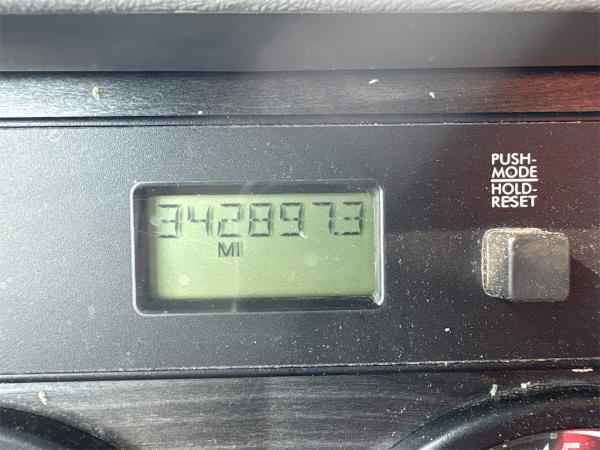 PUSH-
MODE
HOLD-
RESET
342897.3
MI